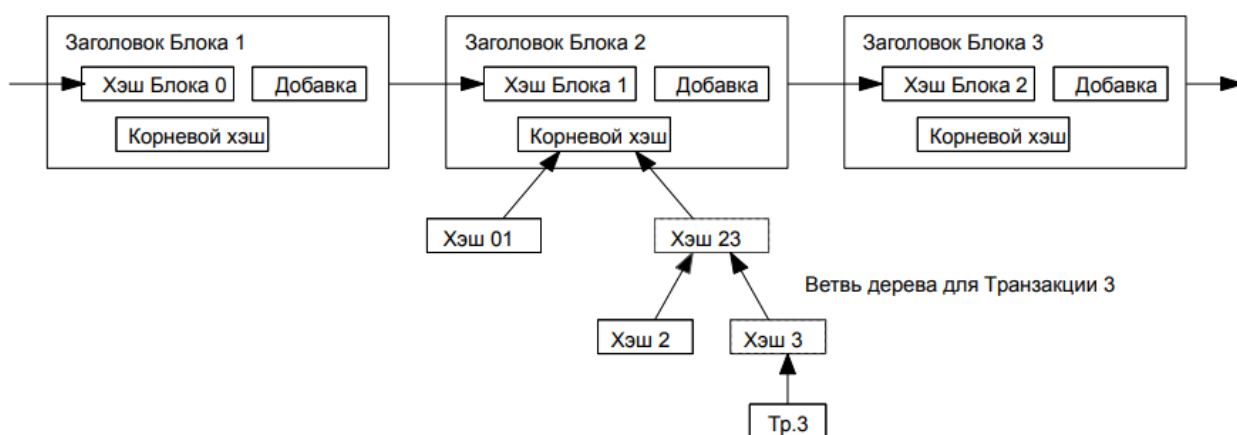 Заголовок Блока 1
Хэш Блока 0
Добавка
Корневой хэш
Заголовок Блока 2
Хэш Блока 1
Добавка
Корневой хэш
Заголовок Блока 3
Хэш Блока 2
Добавка
Корневой хэш
Хэш 01
Хэш 23
Ветвь дерева для Транзакции 3
Хэш 2
Хэш 3
Тр.3